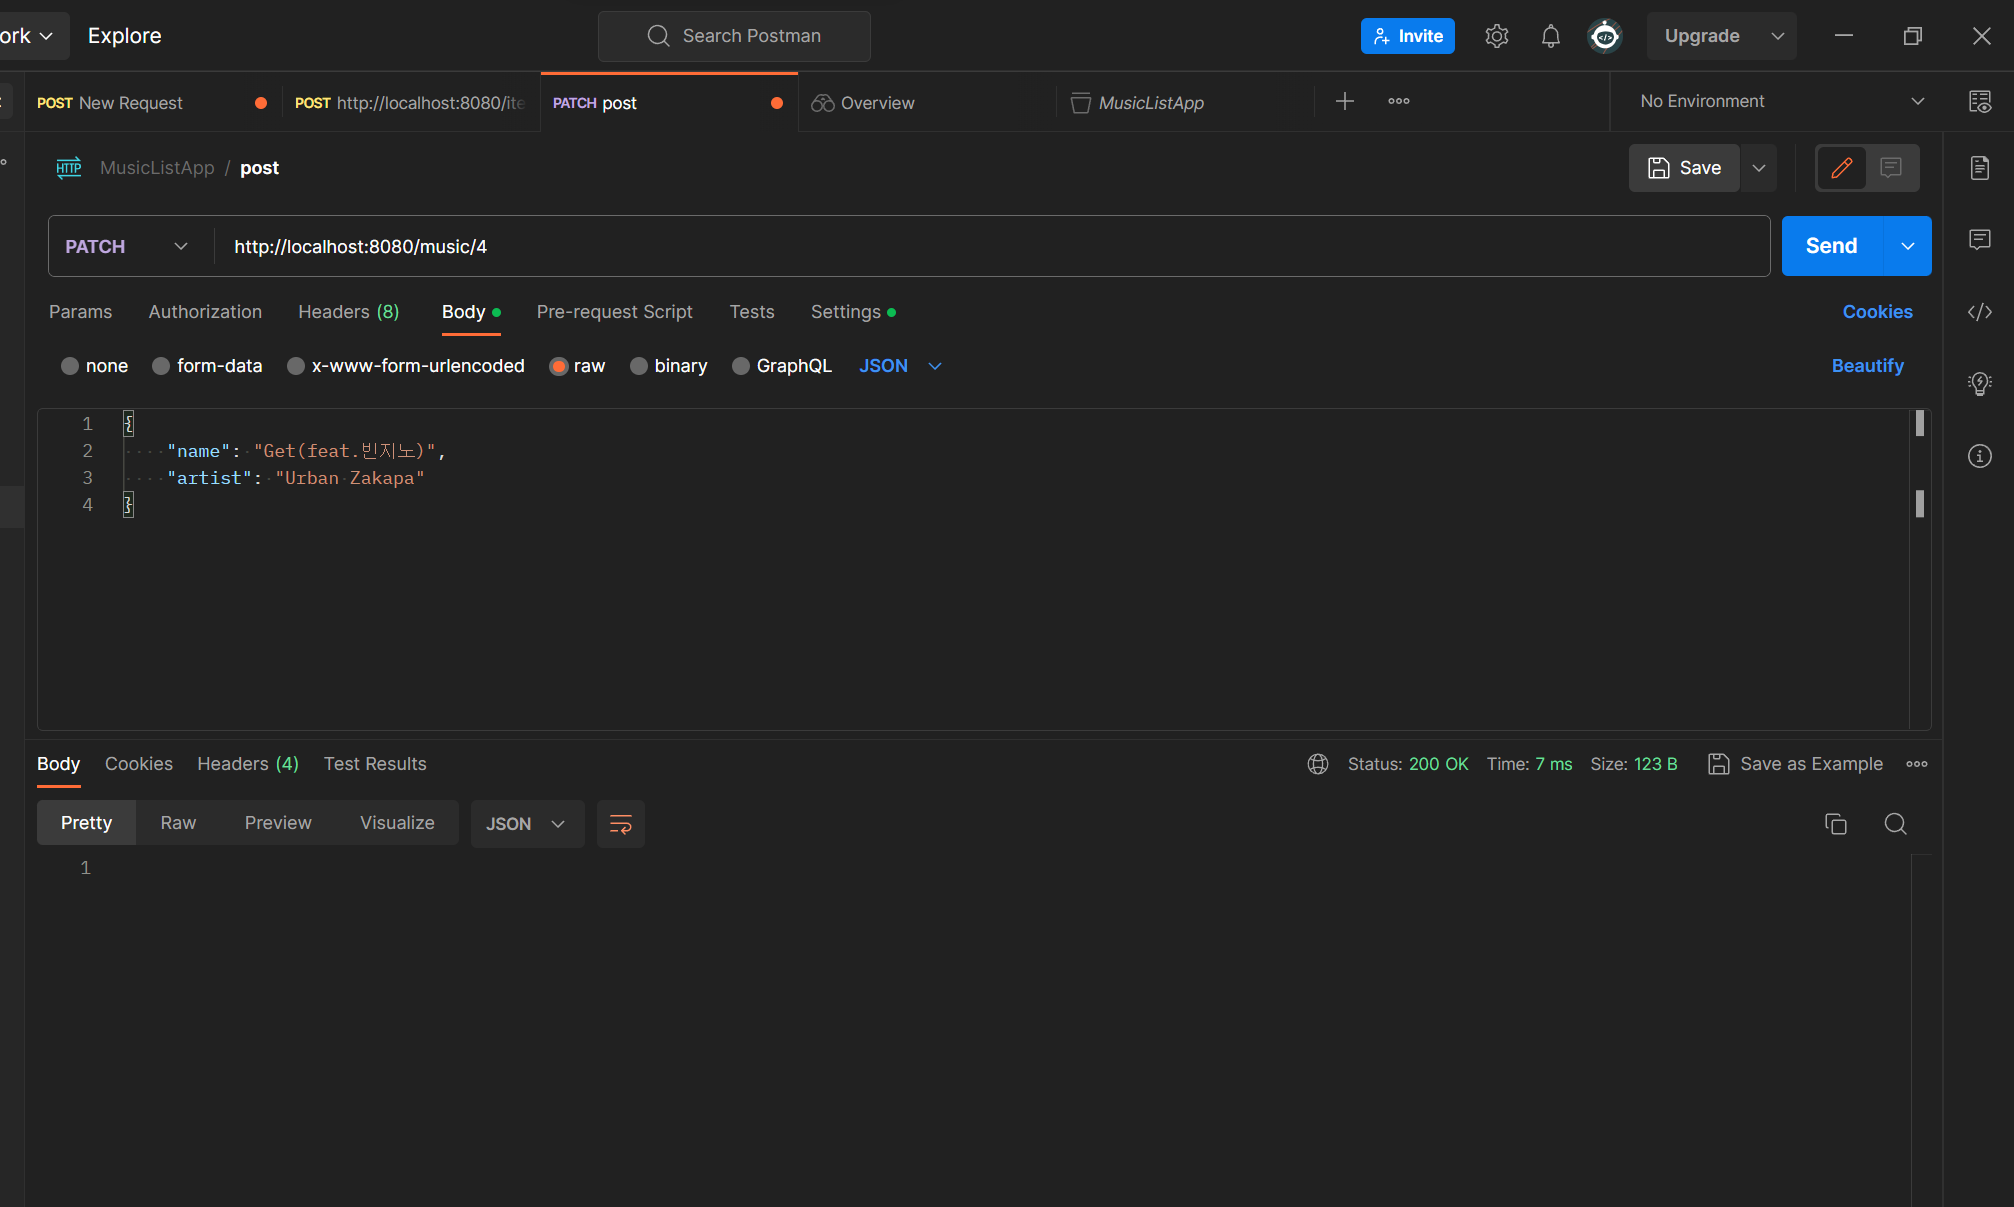 ork
Explore
Search Postman
Invite
Upgrade
POST New Request
POST http://localhost:8080/ite
PATCH post
Overview
MusicListApp
No Environment
HTTP
MusicListApp / post
Save
PATCH
http://localhost:8080/music/4
Send
Params
Authorization
Headers (8)
Body
Pre-request Script
Tests
Settings
Cookies
none
form-data
x-www-form-urlencoded
raw
binary
GraphQL
JSON
Beautify
1 {
2 "name": "Get(feat.빈지노)",
3 "artist": "Urban Zakapa"
4 }
Body
Cookies
Headers (4)
Test Results
Status: 200 OK
Time: 7 ms
Size: 123 B
Save as Example
Pretty
Raw
Preview
Visualize
JSON
1